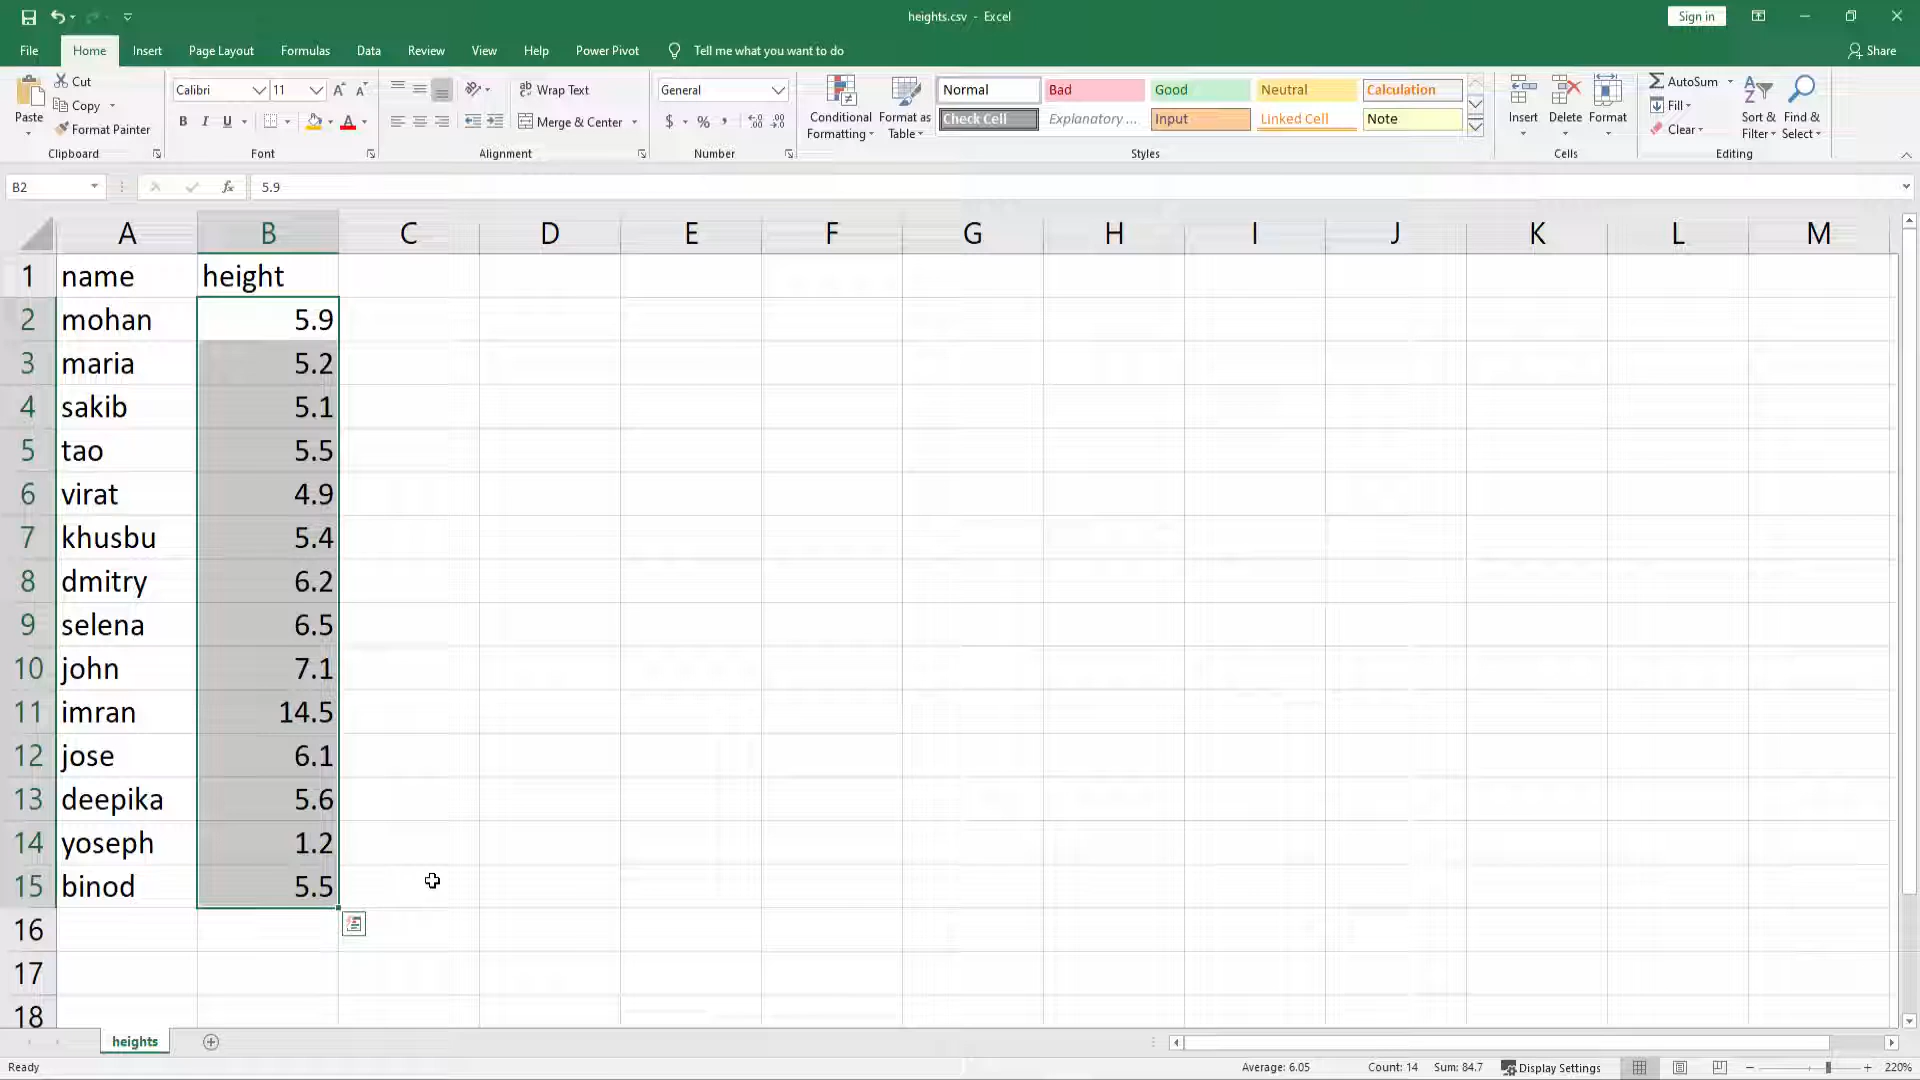 heights.csv - Excel
Sign in
File Home Insert Page Layout Formulas Data Review View Help Power Pivot Tell me what you want to do Share
Paste
Cut
Copy
Format Painter
Clipboard
Calibri 11
B I U
Font
Wrap Text
Merge & Center
Alignment
General
$ % ,
Number
Conditional Formatting
Format as Table
Normal Bad Good Neutral Calculation
Check Cell Explanatory ... Input Linked Cell Note
Styles
Insert Delete Format
Cells
AutoSum
Fill
Clear
Sort & Filter
Find & Select
Editing
B2 fx 5.9
A B C D E F G H I J K L M
1 name height
2 mohan 5.9
3 maria 5.2
4 sakib 5.1
5 tao 5.5
6 virat 4.9
7 khusbu 5.4
8 dmitry 6.2
9 selena 6.5
10 john 7.1
11 imran 14.5
12 jose 6.1
13 deepika 5.6
14 yoseph 1.2
15 binod 5.5
16
17
18
heights
Ready Average: 6.05 Count: 14 Sum: 84.7 Display Settings 220%